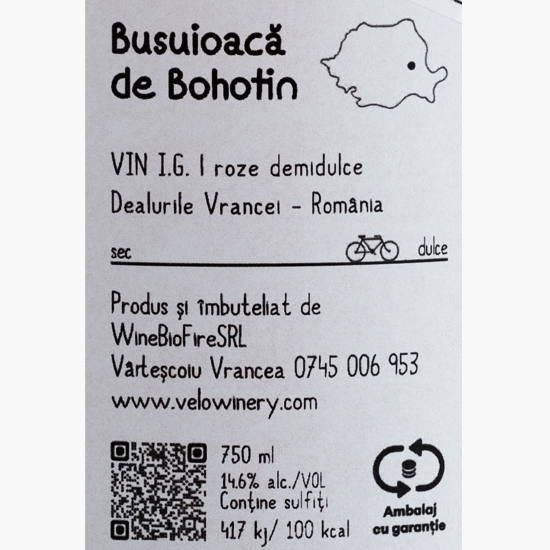 Busuioacă
de Bohotin
VIN I.G. | roze demidulce
Dealurile Vrancei - România
sec
dulce
Produs și îmbuteliat de
WineBioFireSRL
Vârteșcoiu Vrancea 0745 006 953
www.velowinery.com
750 ml
14.6% alc./VOL
Conține sulfiți
417 kj/ 100 kcal
Ambalaj
cu garanție